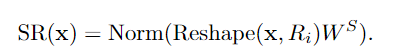 SR(x) = Norm(Reshape(x, R_i)W^S).